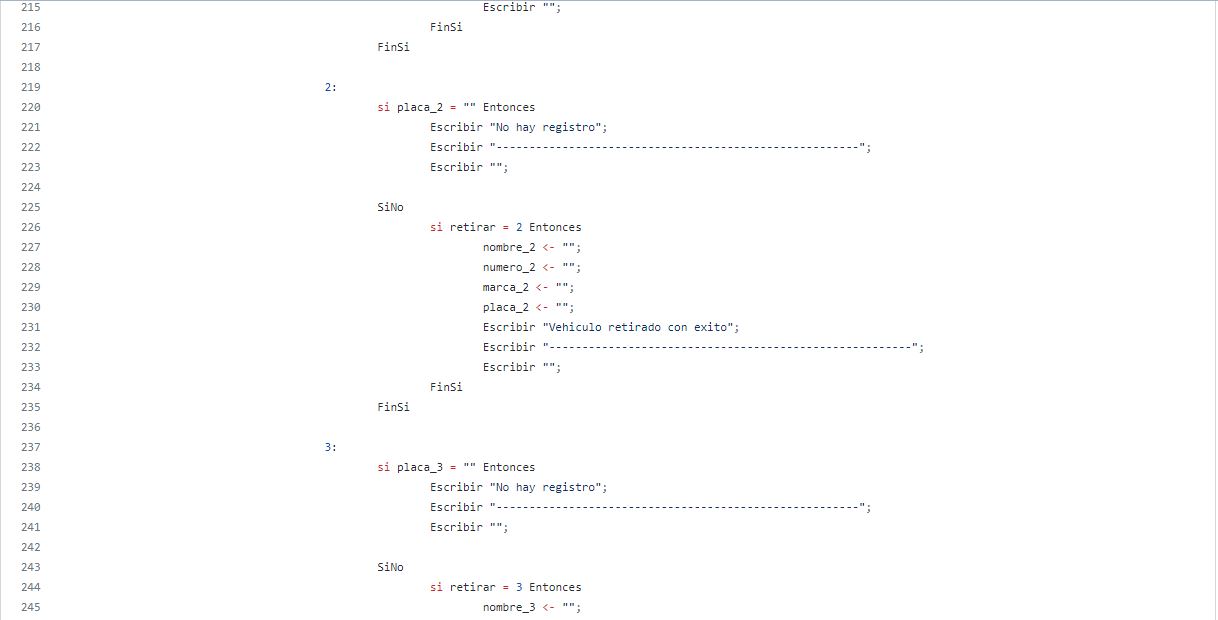 215 Escribir "";
216 FinSi
217 FinSi
218
219 2:
220 si placa_2 = "" Entonces
221 Escribir "No hay registro";
222 Escribir "-------------------------------------------------------";
223 Escribir "";
224
225 SiNo
226 si retirar = 2 Entonces
227 nombre_2 <- "";
228 numero_2 <- "";
229 marca_2 <- "";
230 placa_2 <- "";
231 Escribir "Vehiculo retirado con exito";
232 Escribir "-------------------------------------------------------";
233 Escribir "";
234 FinSi
235 FinSi
236
237 3:
238 si placa_3 = "" Entonces
239 Escribir "No hay registro";
240 Escribir "-------------------------------------------------------";
241 Escribir "";
242
243 SiNo
244 si retirar = 3 Entonces
245 nombre_3 <- "";